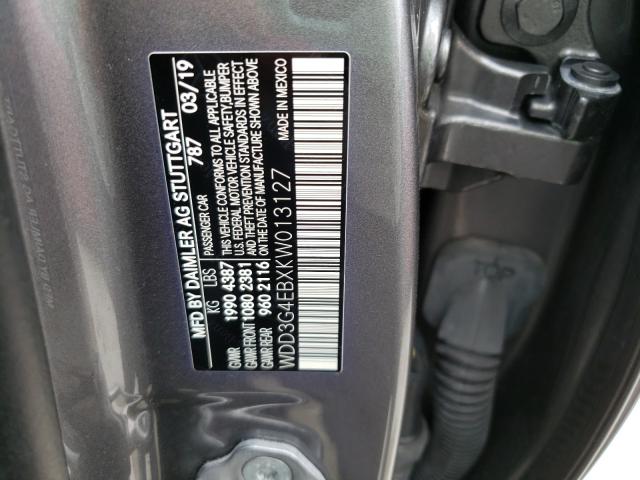 MFD BY DAIMLER AG STUTTGART
PASSENGER CAR 787 03/19
KG LBS THIS VEHICLE CONFORMS TO ALL APPLICABLE
GVWR 1990 4387 U.S. FEDERAL MOTOR VEHICLE SAFETY, BUMPER
GAWR FRONT 1080 2381 AND THEFT PREVENTION STANDARDS IN EFFECT
GAWR REAR 960 2116 ON THE DATE OF MANUFACTURE SHOWN ABOVE
WDD3G4EBXKW013127 MADE IN MEXICO
TOP